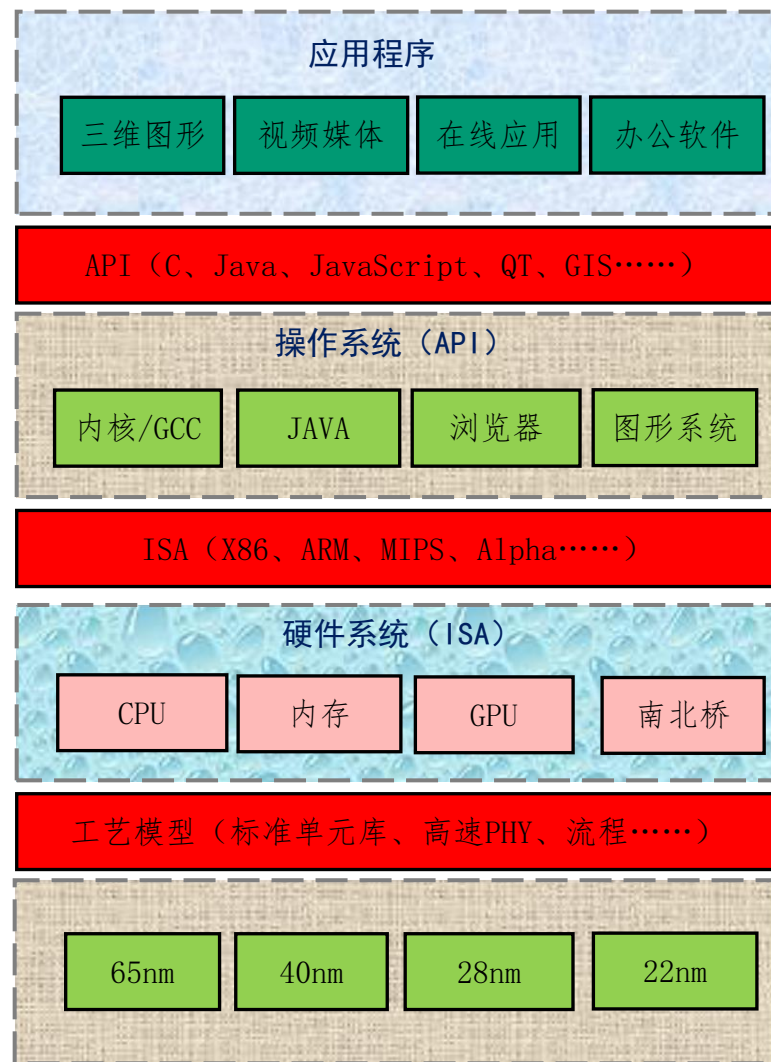 应用程序
三维图形 视频媒体 在线应用 办公软件
API（C、Java、JavaScript、QT、GIS……）
操作系统（API）
内核/GCC JAVA 浏览器 图形系统
ISA（X86、ARM、MIPS、Alpha……）
硬件系统（ISA）
CPU 内存 GPU 南北桥
工艺模型（标准单元库、高速PHY、流程……）
65nm 40nm 28nm 22nm